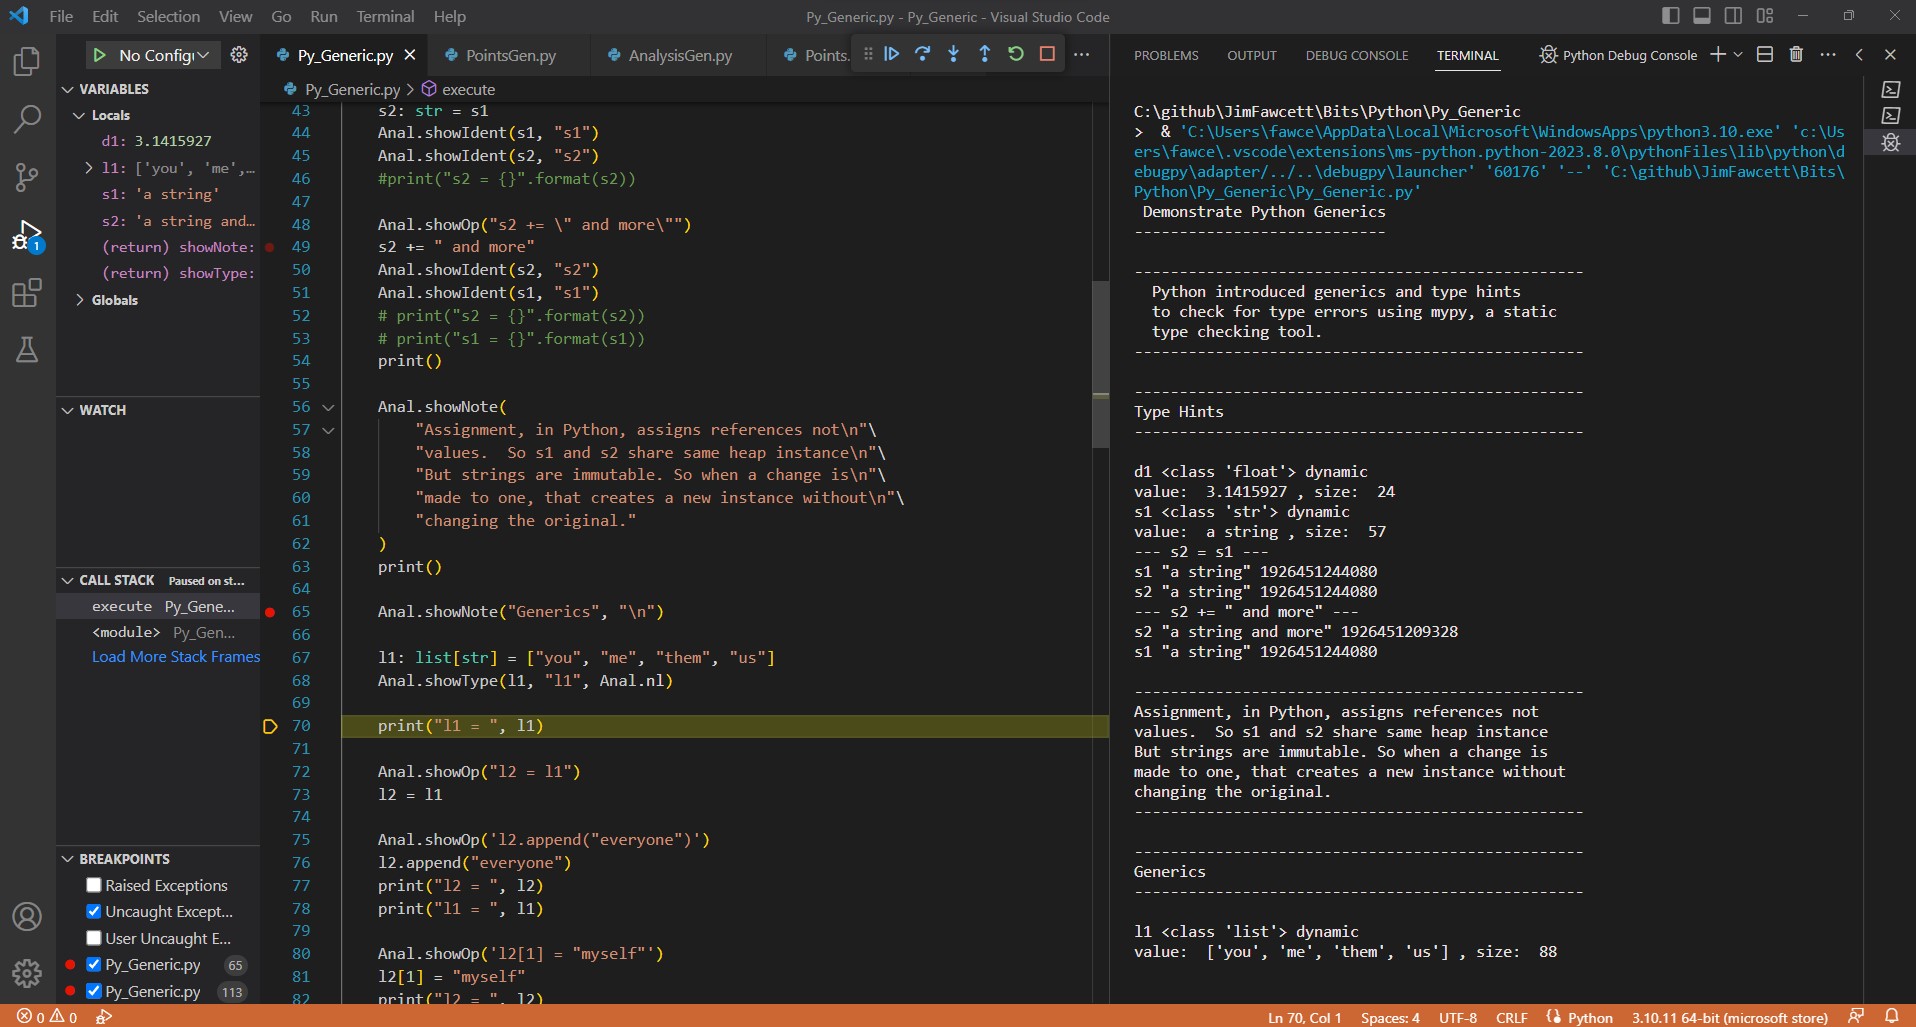 File Edit Selection View Go Run Terminal Help
Py_Generic.py - Py_Generic - Visual Studio Code
No Config
VARIABLES
Locals
d1: 3.1415927
l1: ['you', 'me',...
s1: 'a string'
s2: 'a string and...
(return) showNote:
(return) showType:
Globals
WATCH
CALL STACK Paused on st...
execute Py_Gene...
<module> Py_Gen...
Load More Stack Frames
BREAKPOINTS
Raised Exceptions
Uncaught Except...
User Uncaught E...
Py_Generic.py 65
Py_Generic.py 113
1
Py_Generic.py PointsGen.py AnalysisGen.py Points.
Py_Generic.py > execute
43 s2: str = s1
44 Anal.showIdent(s1, "s1")
45 Anal.showIdent(s2, "s2")
46 #print("s2 = {}".format(s2))
47
48 Anal.showOp("s2 += \" and more\"")
49 s2 += " and more"
50 Anal.showIdent(s2, "s2")
51 Anal.showIdent(s1, "s1")
52 # print("s2 = {}".format(s2))
53 # print("s1 = {}".format(s1))
54 print()
55
56 Anal.showNote(
57 "Assignment, in Python, assigns references not\n"\
58 "values.  So s1 and s2 share same heap instance\n"\
59 "But strings are immutable. So when a change is\n"\
60 "made to one, that creates a new instance without\n"\
61 "changing the original."
62 )
63 print()
64
65 Anal.showNote("Generics", "\n")
66
67 l1: list[str] = ["you", "me", "them", "us"]
68 Anal.showType(l1, "l1", Anal.nl)
69
70 print("l1 = ", l1)
71
72 Anal.showOp("l2 = l1")
73 l2 = l1
74
75 Anal.showOp('l2.append("everyone")')
76 l2.append("everyone")
77 print("l2 = ", l2)
78 print("l1 = ", l1)
79
80 Anal.showOp('l2[1] = "myself"')
81 l2[1] = "myself"
82 print("l2 = ", l2)
PROBLEMS OUTPUT DEBUG CONSOLE TERMINAL Python Debug Console
C:\github\JimFawcett\Bits\Python\Py_Generic
>  & 'C:\Users\fawce\AppData\Local\Microsoft\WindowsApps\python3.10.exe' 'c:\Us
ers\fawce\.vscode\extensions\ms-python.python-2023.8.0\pythonFiles\lib\python\d
ebugpy\adapter/../..\debugpy\launcher' '60176' '--' 'C:\github\JimFawcett\Bits\
Python\Py_Generic\Py_Generic.py'
Demonstrate Python Generics
----------------------------
--------------------------------------------------
Python introduced generics and type hints
to check for type errors using mypy, a static
type checking tool.
--------------------------------------------------
--------------------------------------------------
Type Hints
--------------------------------------------------
d1 <class 'float'> dynamic
value:  3.1415927 , size:  24
s1 <class 'str'> dynamic
value:  a string , size:  57
--- s2 = s1 ---
s1 "a string" 1926451244080
s2 "a string" 1926451244080
--- s2 += " and more" ---
s2 "a string and more" 1926451209328
s1 "a string" 1926451244080
--------------------------------------------------
Assignment, in Python, assigns references not
values.  So s1 and s2 share same heap instance
But strings are immutable. So when a change is
made to one, that creates a new instance without
changing the original.
--------------------------------------------------
--------------------------------------------------
Generics
--------------------------------------------------
l1 <class 'list'> dynamic
value:  ['you', 'me', 'them', 'us'] , size:  88
0 0
Ln 70, Col 1 Spaces: 4 UTF-8 CRLF Python 3.10.11 64-bit (microsoft store)